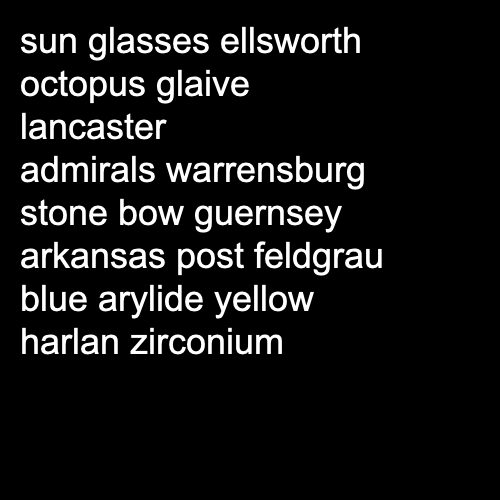 sun glasses ellsworth
octopus glaive
lancaster
admirals warrensburg
stone bow guernsey
arkansas post feldgrau
blue arylide yellow
harlan zirconium